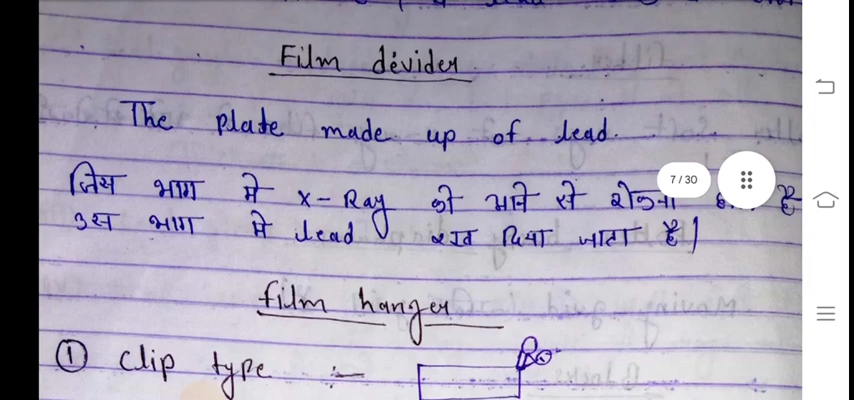 Film devider
The plate made up of lead.
जिस भाग मे X-Ray को आने से रोकना है
7/30
उस भाग मे lead रख दिया जाता है|
film hanger
① Clip type :-